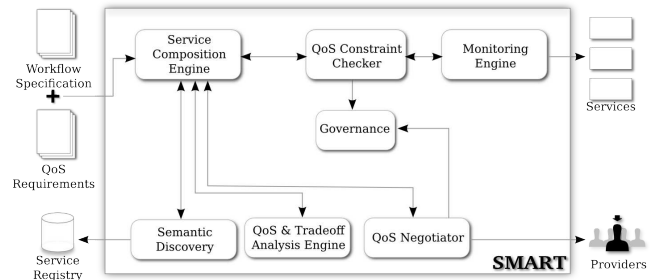 Workflow
Specification
+
QoS
Requirements
Service
Registry
Service
Composition
Engine
QoS Constraint
Checker
Monitoring
Engine
Governance
Semantic
Discovery
QoS & Tradeoff
Analysis Engine
QoS Negotiator
SMART
Services
Providers